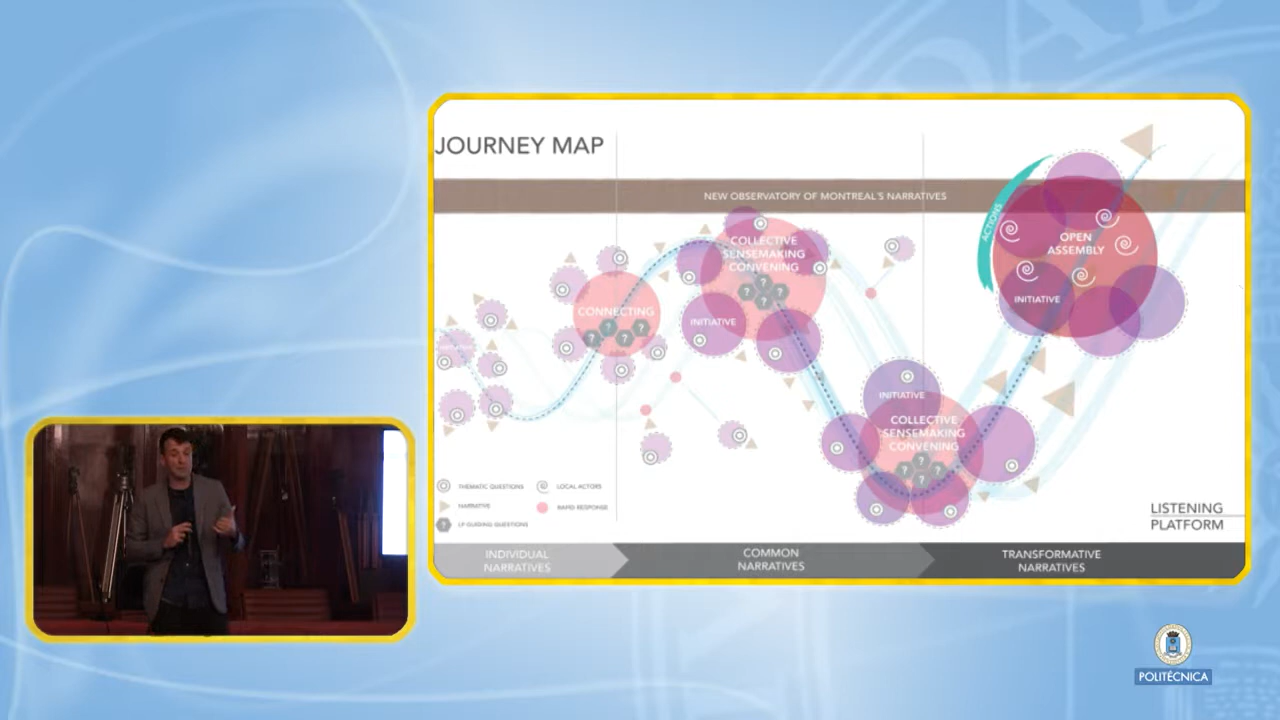 JOURNEY MAP
NEW OBSERVATORY OF MONTREAL'S NARRATIVES
ACTIONS
OPEN
ASSEMBLY
INITIATIVE
COLLECTIVE
SENSEMAKING
CONVENING
? ? ? ?
INITIATIVE
CONNECTING
? ? ? ? ?
INITIATIVE
COLLECTIVE
SENSEMAKING
CONVENING
? ? ? ?
THEMATIC QUESTIONS
LOCAL ACTORS
NARRATIVE
RAPID RESPONSE
? LP GUIDING QUESTIONS
LISTENING
PLATFORM
INDIVIDUAL
NARRATIVES
COMMON
NARRATIVES
TRANSFORMATIVE
NARRATIVES
POLITÉCNICA